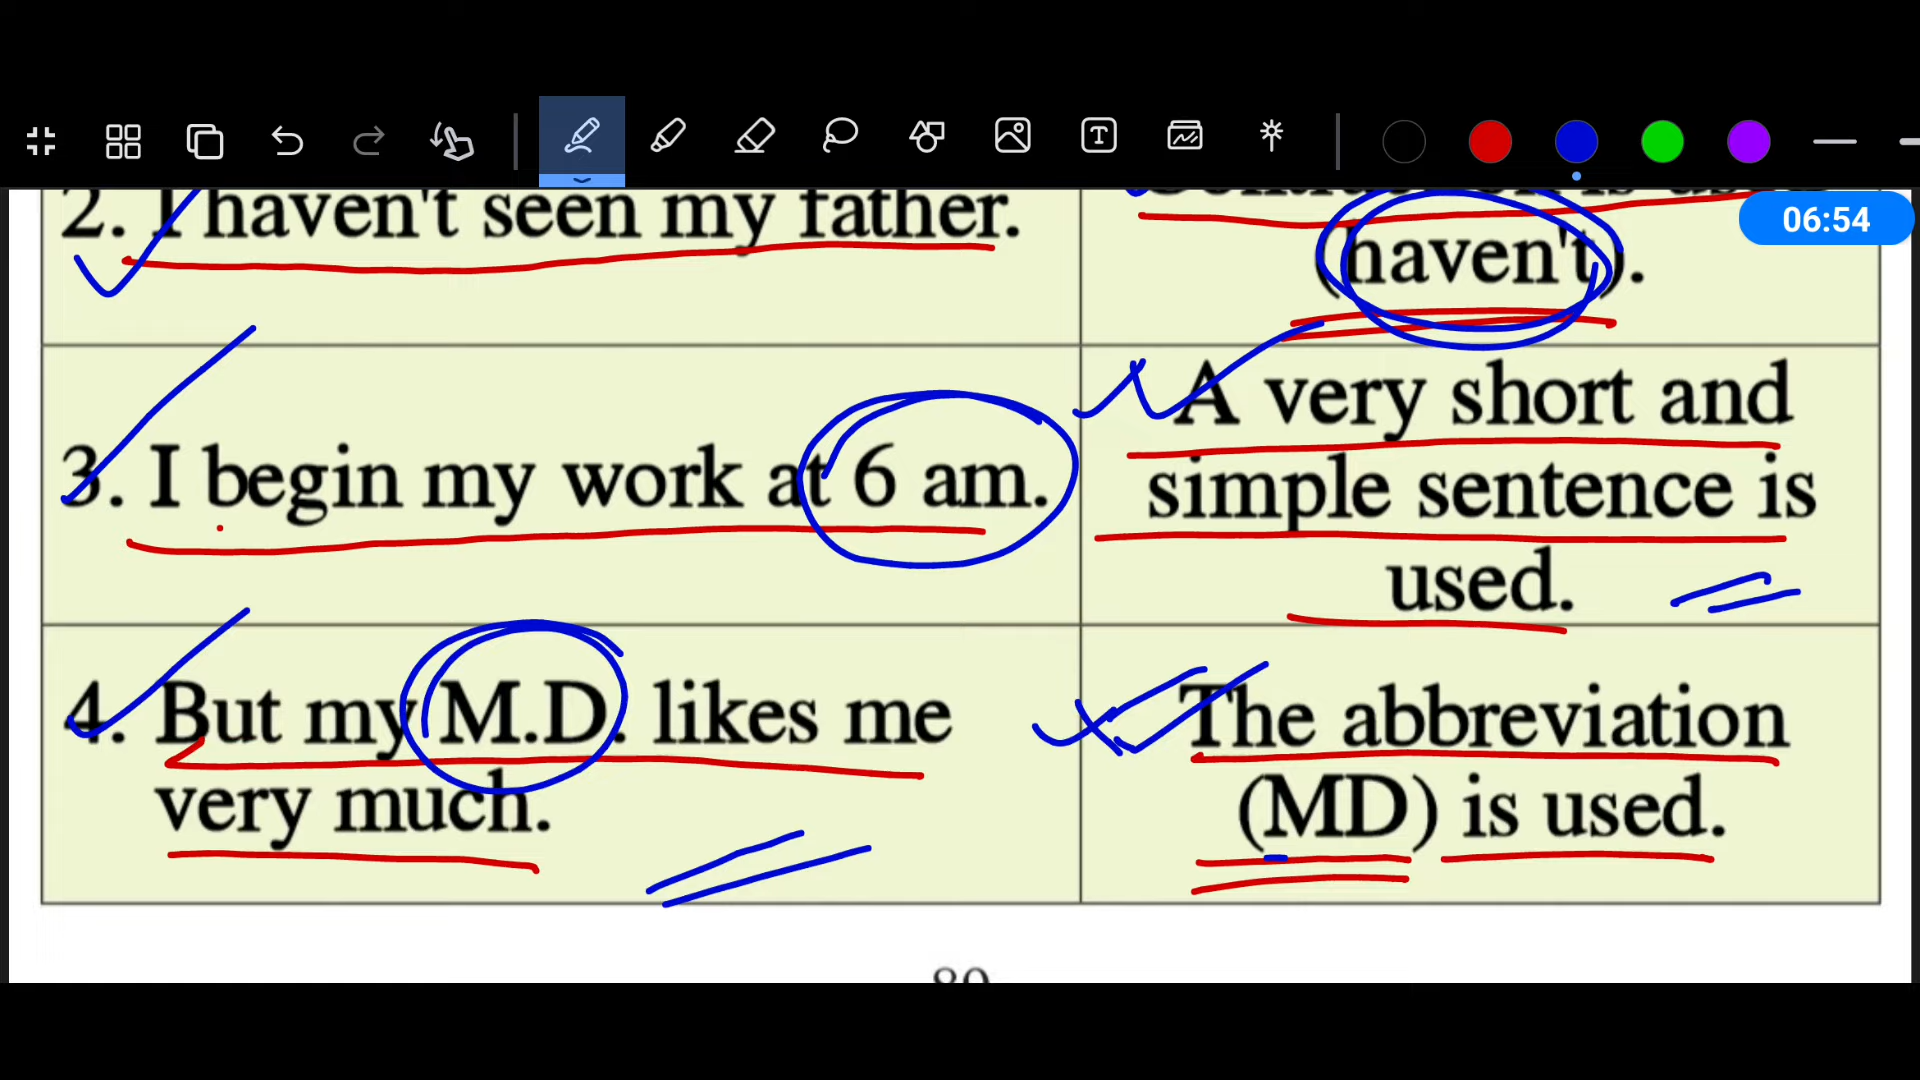 06:54
2. I haven't seen my father.
(haven't).
3. I begin my work at 6 am.
A very short and
simple sentence is
used.
4. But my M.D. likes me
very much.
The abbreviation
(MD) is used.